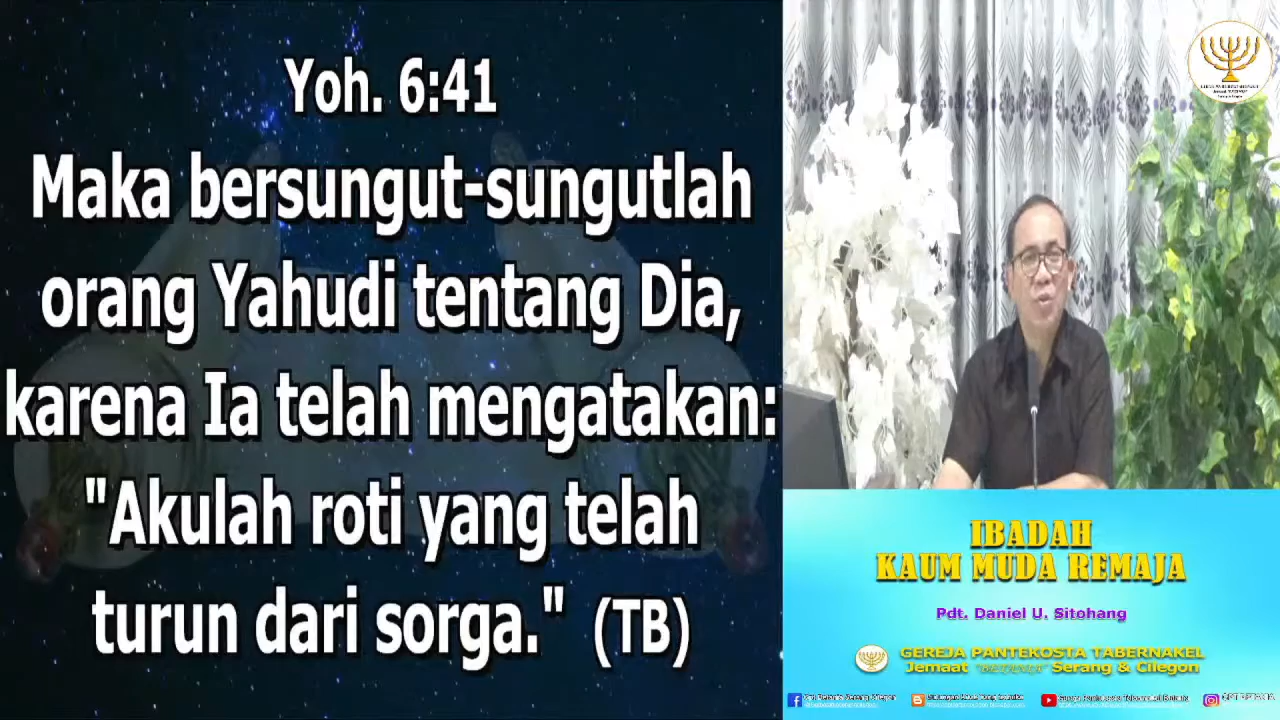 Yoh. 6:41
Maka bersungut-sungutlah
orang Yahudi tentang Dia,
karena Ia telah mengatakan:
"Akulah roti yang telah
turun dari sorga." (TB)
IBADAH
KAUM MUDA REMAJA
Pdt. Daniel U. Sitohang
GEREJA PANTEKOSTA TABERNAKEL
Jemaat "BETANIA" Serang & Cilegon